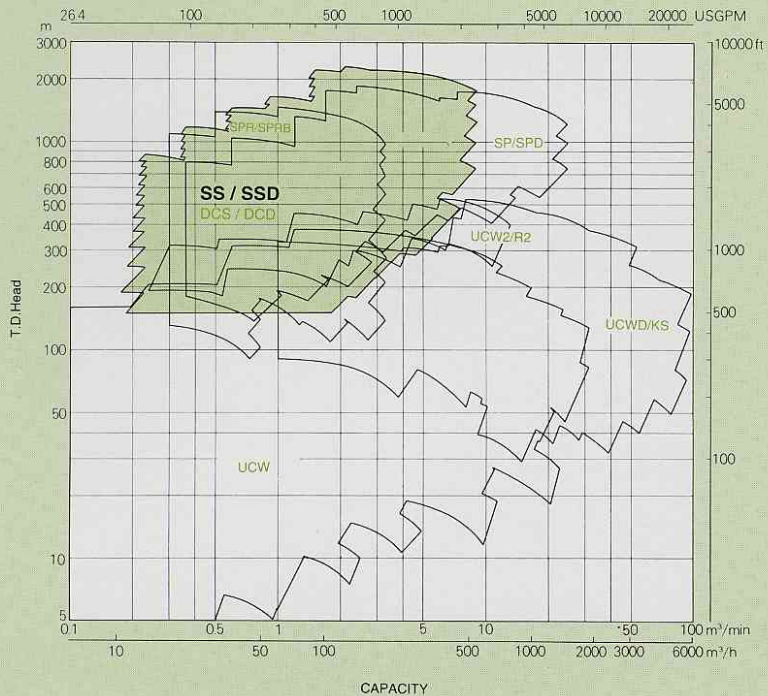 26.4 100 500 1000 5000 10000 20000 USGPM
m
3000 10000 ft
2000
5000
SPR/SPRB
1000 SP/SPD
800
600 SS / SSD
500 DCS / DCD
400
UCW2/R2
300 1000
200
500
UCWD/KS
100
50
100
UCW
10
5
0.1 0.5 1 5 10 50 100 m³/min
10 50 100 500 1000 2000 3000 6000 m³/h
T.D.Head
CAPACITY